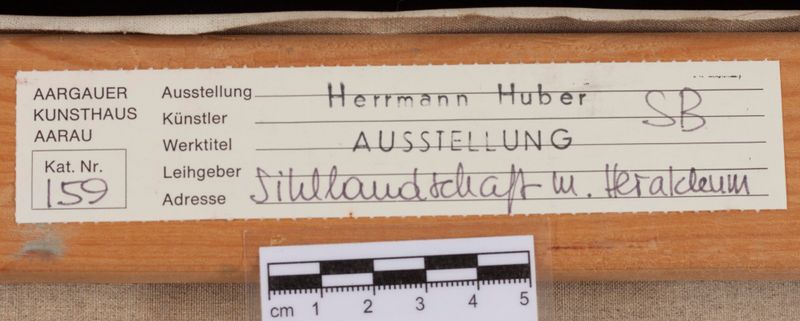 AARGAUER
KUNSTHAUS
AARAU
Kat. Nr.
159
Ausstellung
Künstler
Werktitel
Leihgeber
Adresse
Herrmann Huber
SB
AUSSTELLUNG
Sihllandschaft m. Herakleum
cm 1 2 3 4 5